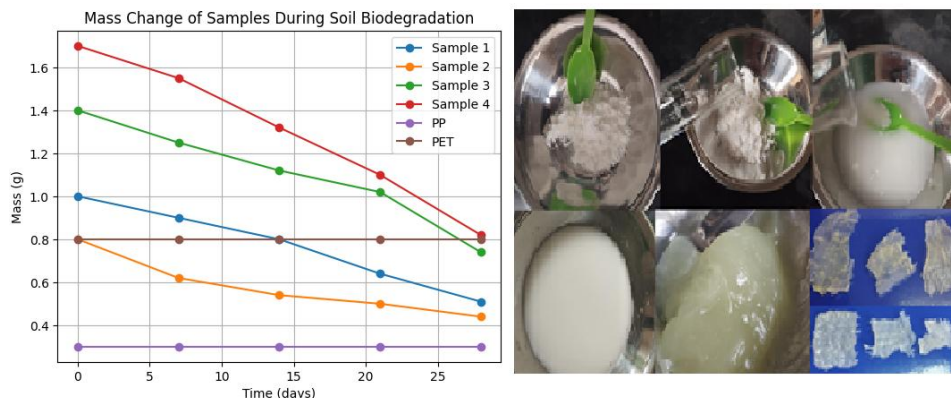 Mass Change of Samples During Soil Biodegradation
Sample 1
Sample 2
Sample 3
Sample 4
PP
PET
Mass (g)
1.6
1.4
1.2
1.0
0.8
0.6
0.4
0
5
10
15
20
25
Time (days)